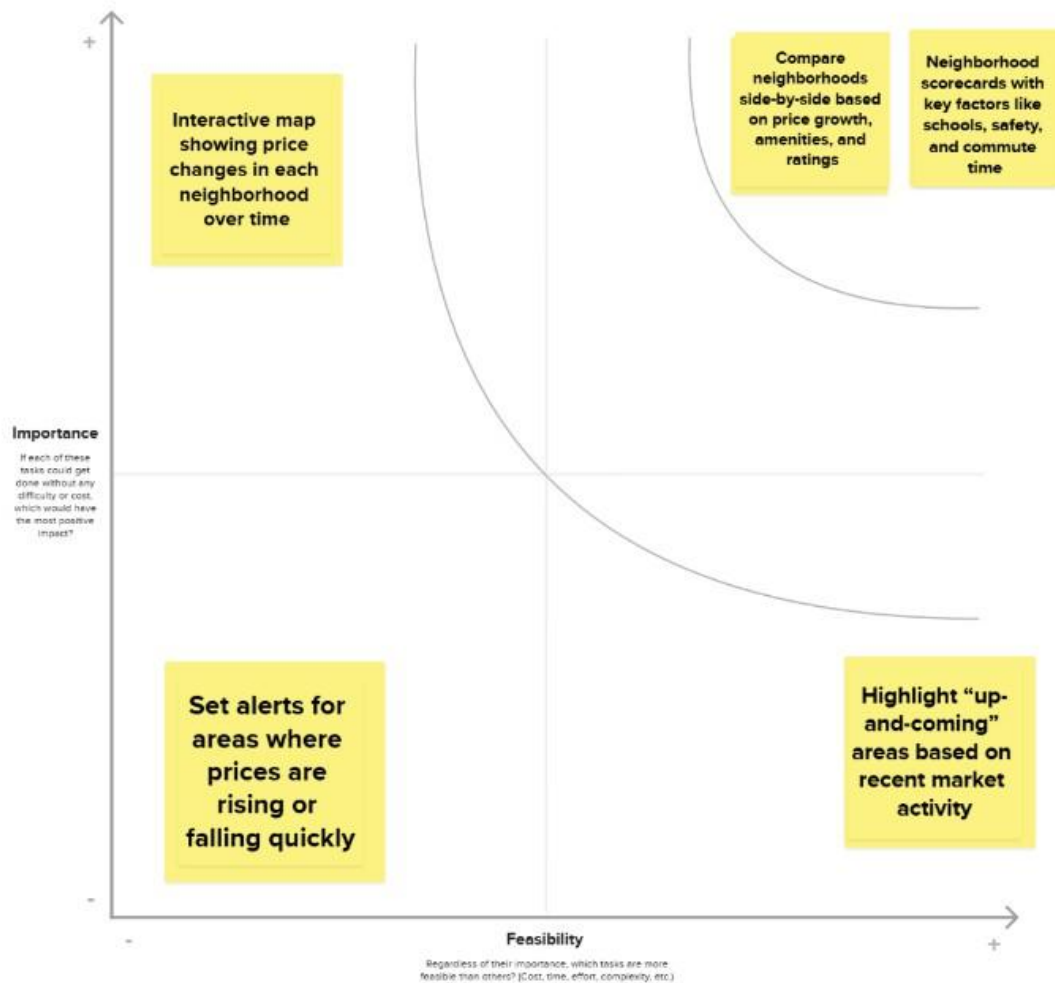 +
Interactive map
showing price
changes in each
neighborhood
over time
Compare
neighborhoods
side-by-side based
on price growth,
amenities, and
ratings
Neighborhood
scorecards with
key factors like
schools, safety,
and commute
time
Importance
If each of these
tasks could get
done without any
difficulty or cost,
which would have
the most positive
impact?
Set alerts for
areas where
prices are
rising or
falling quickly
Highlight “up-
and-coming”
areas based on
recent market
activity
-
-
Feasibility
+
Regardless of their importance, which tasks are more
feasible than others? (Cost, time, effort, complexity, etc.)